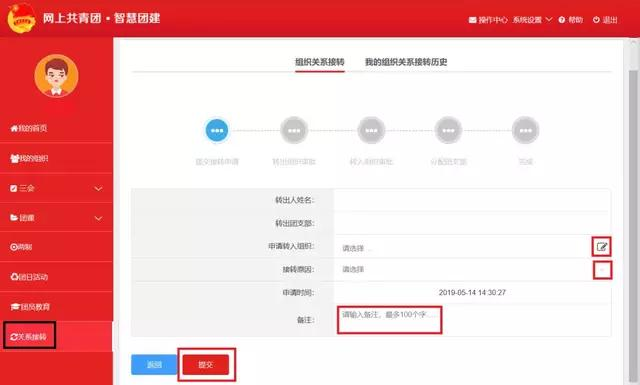 网上共青团·智慧团建
操作中心 系统设置 帮助 退出
组织关系接转 我的组织关系接转历史
我的首页
我的组织
三会
团课
两制
团日活动
团员教育
关系接转
提交接转申请 转出组织审批 转入组织审批 分配团支部 完成
转出人姓名：
转出团支部：
申请转入组织： 请选择 ...
接转原因： 请选择
申请时间： 2019-05-14 14:30:27
备注： 请输入备注，最多100个字...
返回 提交